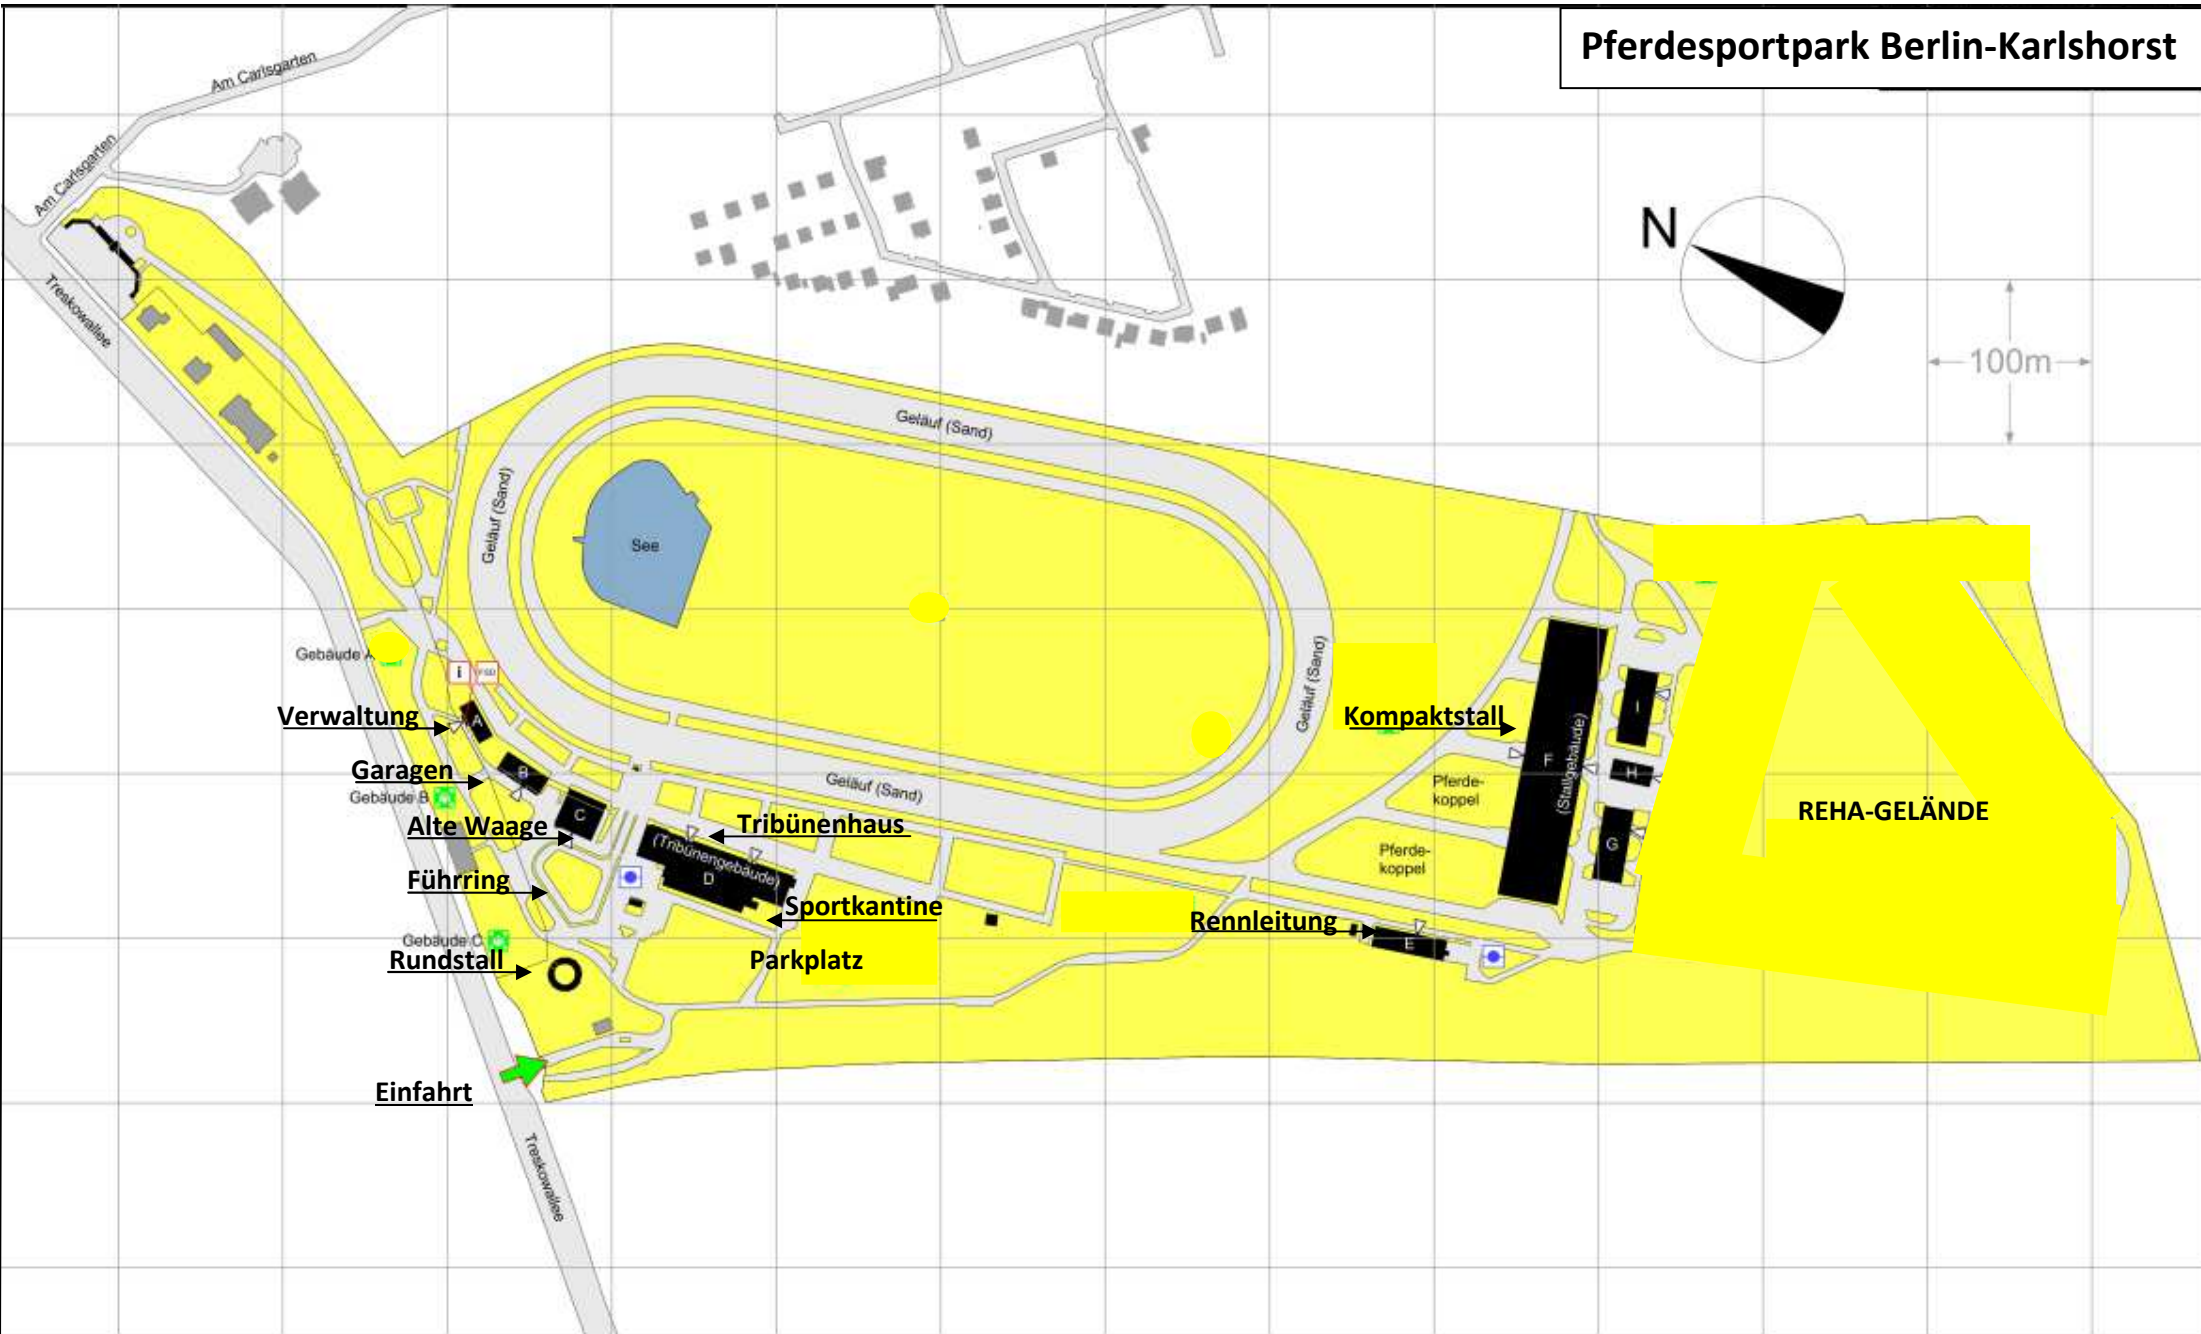 Pferdesportpark Berlin-Karlshorst
Am Carlsgarten
Am Carlsgarten
N
Treskowallee
100m
Geläuf (Sand)
Geläuf (Sand)
See
Gebäude A
i
Geläuf (Sand)
Verwaltung
A
Kompaktstall
I
F
(Stallgebäude)
H
Garagen
B
Gebäude B
Geläuf (Sand)
Pferde-
koppel
REHA-GELÄNDE
Alte Waage
C
Tribünenhaus
(Tribünengebäude)
D
Pferde-
koppel
G
Führring
Sportkantine
Rennleitung
E
Gebäude C
Rundstall
Parkplatz
Einfahrt
Treskowallee